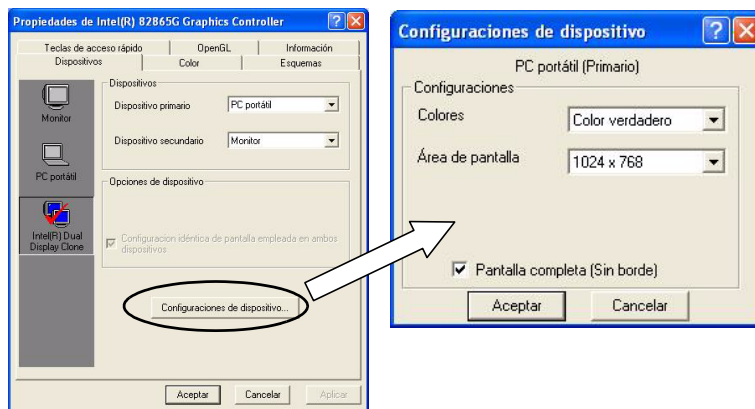 Propiedades de Intel(R) 82865G Graphics Controller
Teclas de acceso rápido
OpenGL
Información
Dispositivos
Color
Esquemas
Monitor
PC portátil
Intel(R) Dual
Display Clone
Dispositivos
Dispositivo primario
PC portátil
Dispositivo secundario
Monitor
Opciones de dispositivo
Configuracion idéntica de pantalla empleada en ambos
dispositivos
Configuraciones de dispositivo...
Aceptar
Cancelar
Aplicar
Configuraciones de dispositivo
PC portátil (Primario)
Configuraciones
Colores
Color verdadero
Área de pantalla
1024 x 768
Pantalla completa (Sin borde)
Aceptar
Cancelar